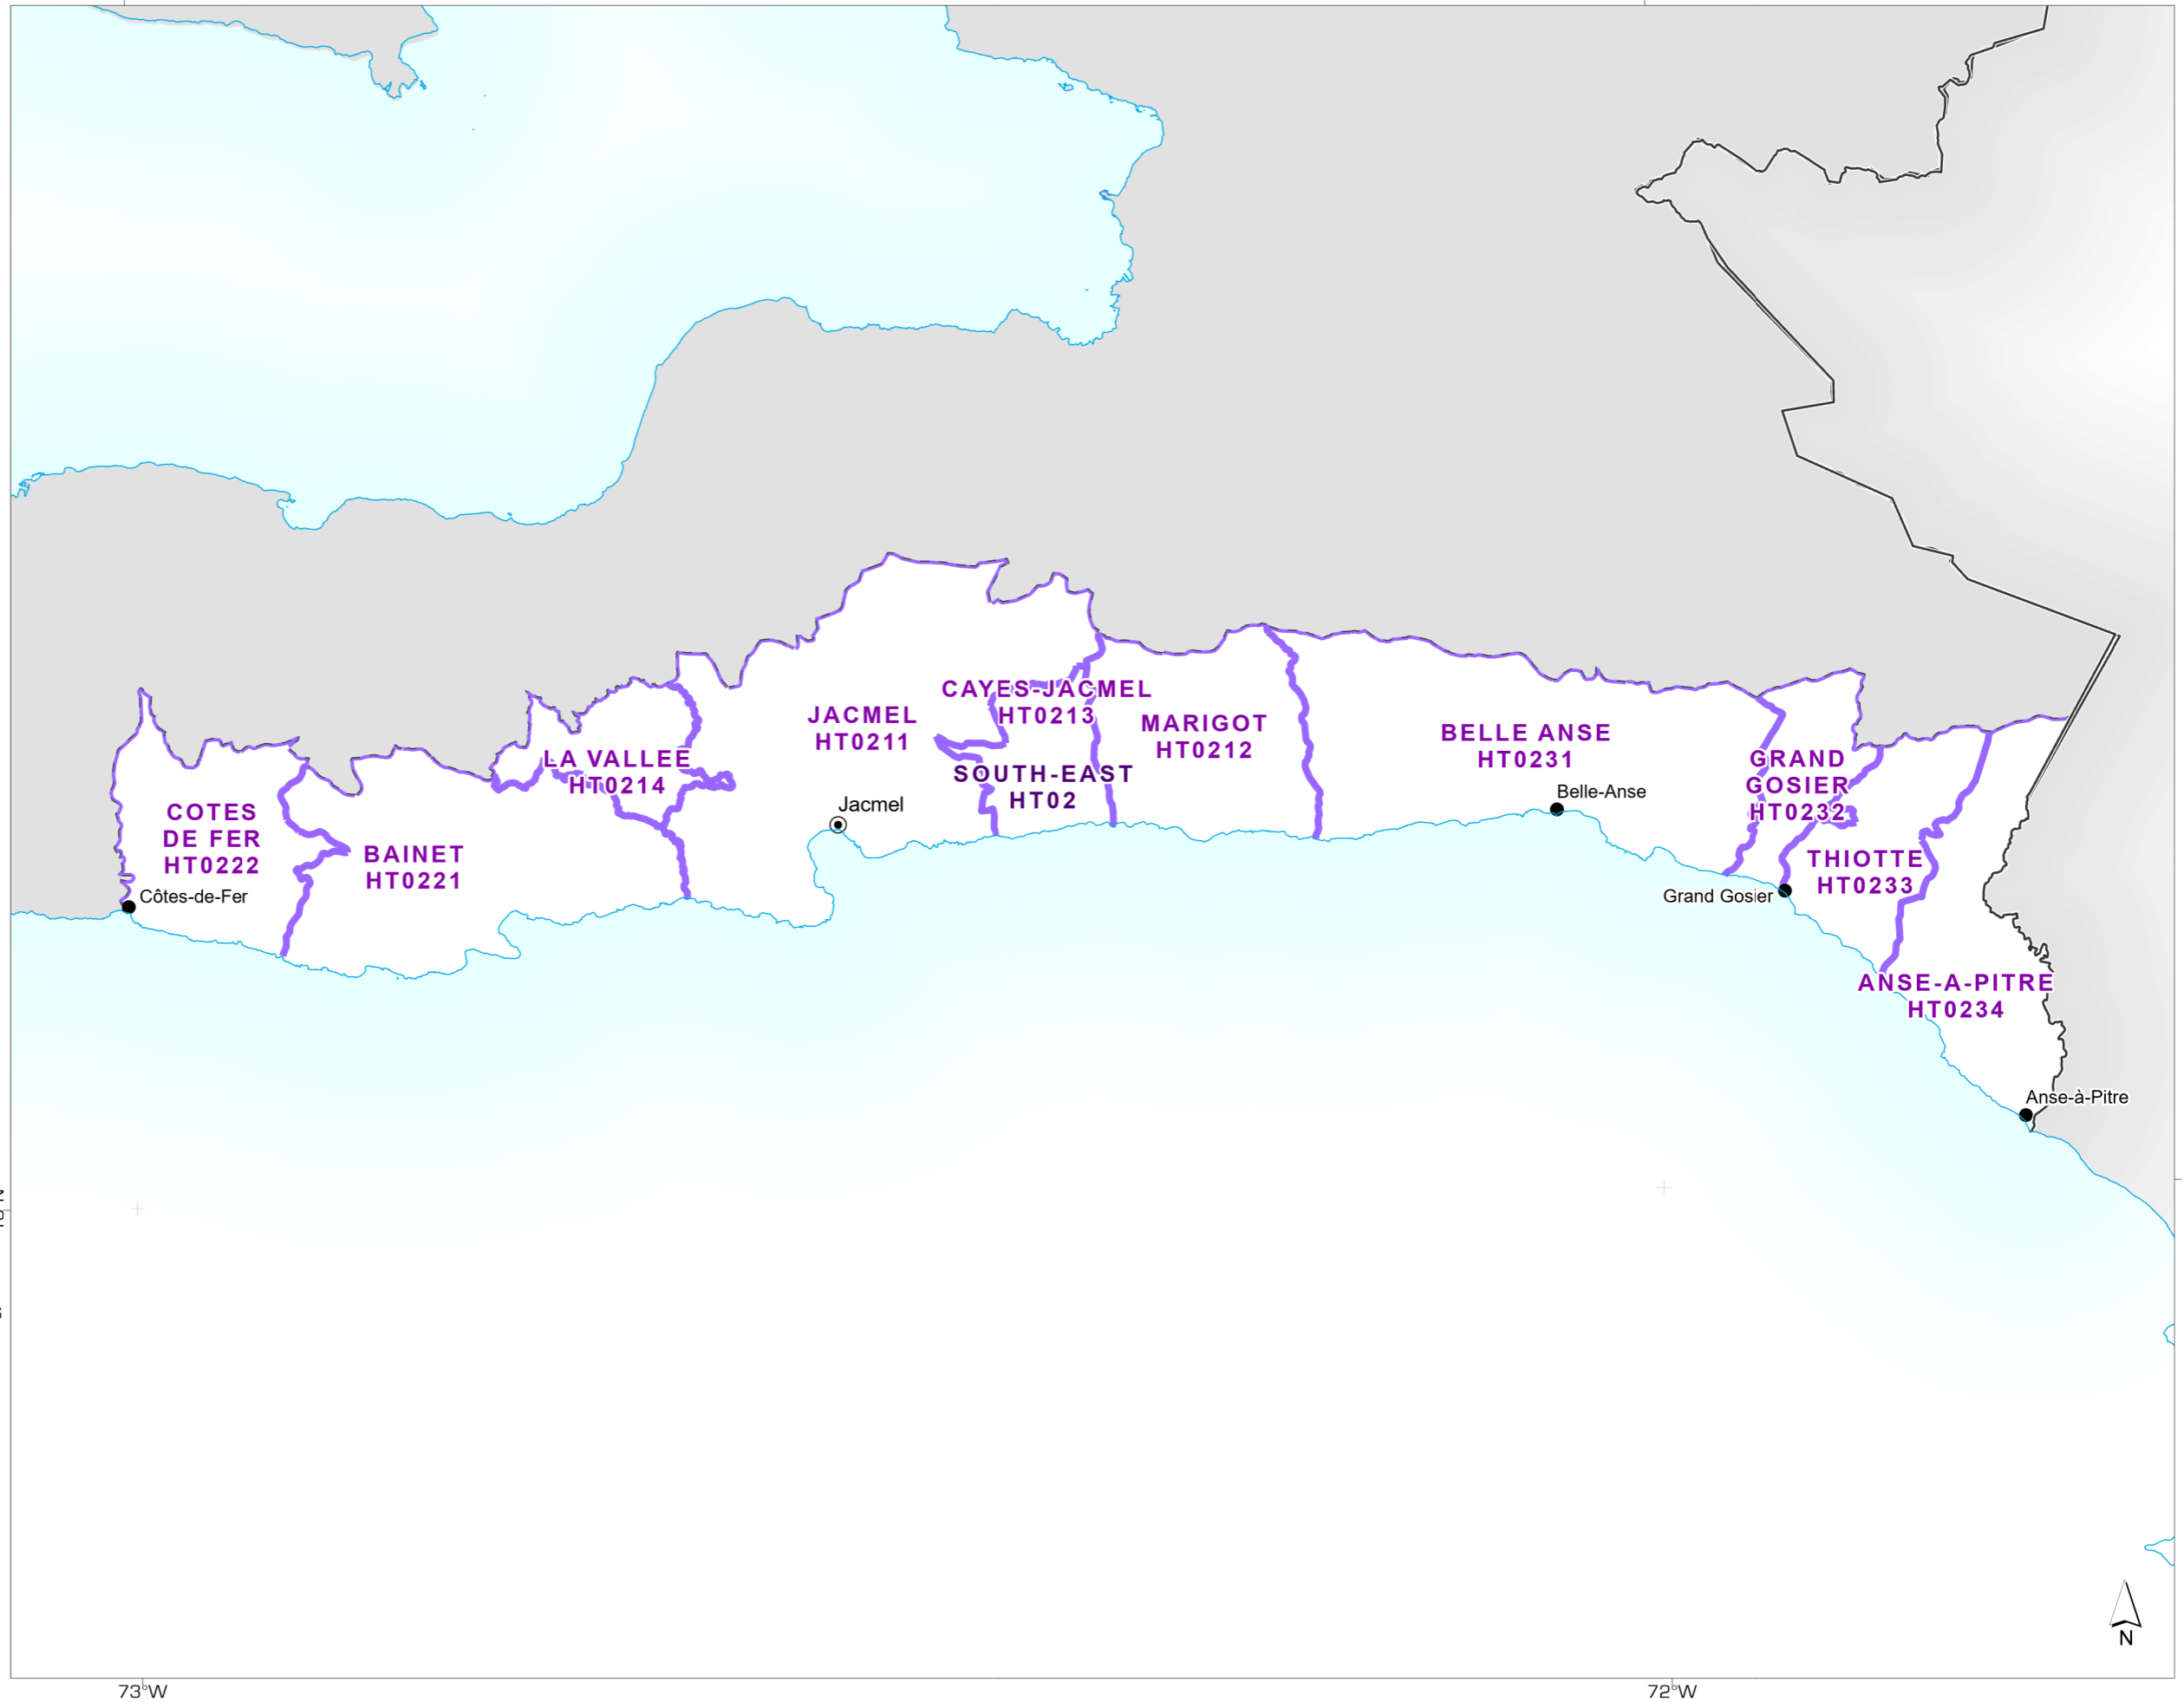 CAYES-JACMEL
HT0213
JACMEL
HT0211
MARIGOT
HT0212
BELLE ANSE
HT0231
LA VALLEE
HT0214
GRAND
GOSIER
HT0232
SOUTH-EAST
HT02
Belle-Anse
Jacmel
COTES
DE FER
HT0222
BAINET
HT0221
THIOTTE
HT0233
Côtes-de-Fer
Grand Gosier
ANSE-A-PITRE
HT0234
Anse-à-Pitre
N
73°W
72°W